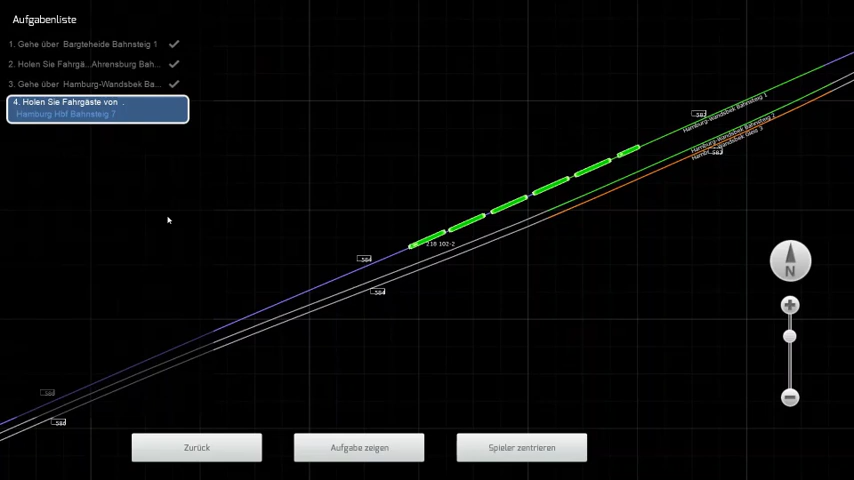 Aufgabenliste
1. Gehe über Bargteheide Bahnsteig 1
2. Holen Sie Fahrgä...Ahrensburg Bah...
3. Gehe über Hamburg-Wandsbek Ba...
4. Holen Sie Fahrgäste von .
Hamburg Hbf Bahnsteig 7
Hamburg-Wandsbek Bahnsteig 1
Hamburg-Wandsbek Bahnsteig 2
Hamburg-Wandsbek Gleis 3
218 102-2
N
Zurück
Aufgabe zeigen
Spieler zentrieren